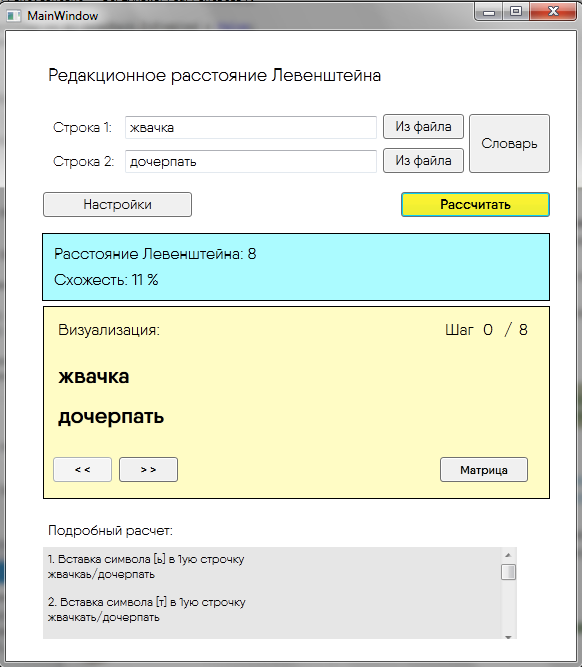 MainWindow
Редакционное расстояние Левенштейна
Строка 1: жвачка Из файла
Словарь
Строка 2: дочерпать Из файла
Настройки Рассчитать
Расстояние Левенштейна: 8
Схожесть: 11 %
Визуализация: Шаг 0 / 8
жвачка
дочерпать
< < > > Матрица
Подробный расчет:
1. Вставка символа [ь] в 1ую строчку
жвачкаь/дочерпать
2. Вставка символа [т] в 1ую строчку
жвачкать/дочерпать